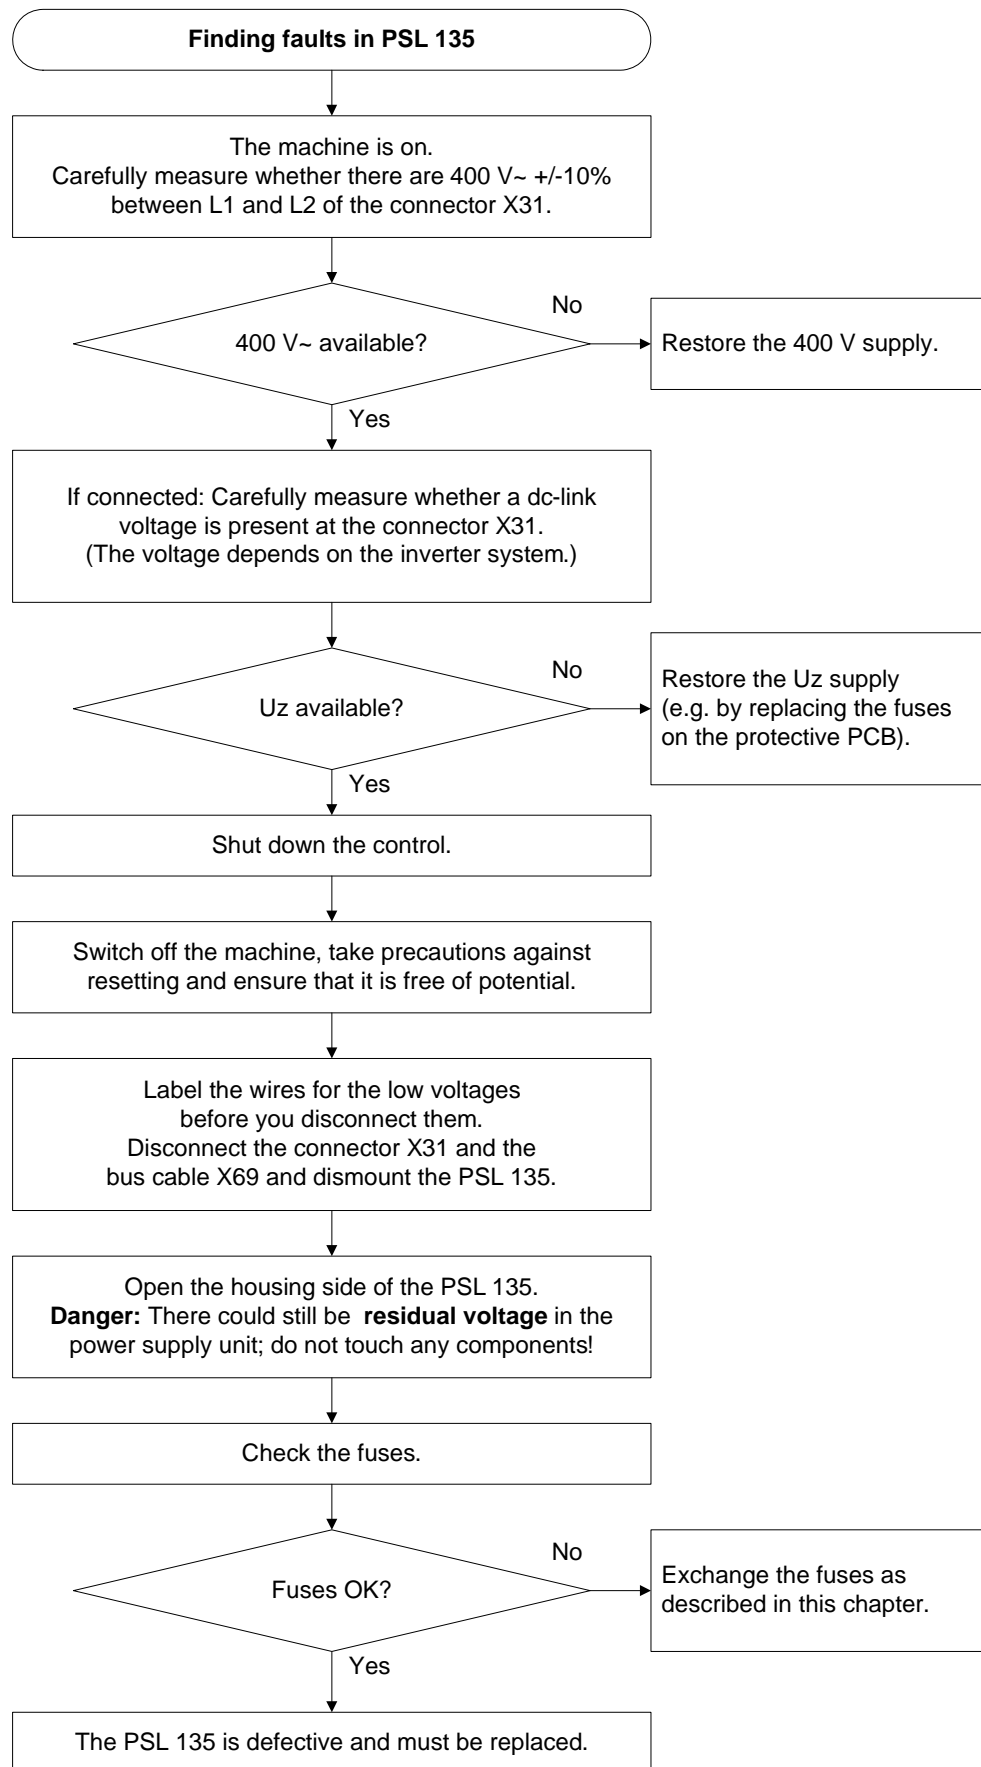 Finding faults in PSL 135
The machine is on.
Carefully measure whether there are 400 V~ +/-10%
between L1 and L2 of the connector X31.
400 V~ available?
No
Restore the 400 V supply.
Yes
If connected: Carefully measure whether a dc-link
voltage is present at the connector X31.
(The voltage depends on the inverter system.)
Uz available?
No
Restore the Uz supply
(e.g. by replacing the fuses
on the protective PCB).
Yes
Shut down the control.
Switch off the machine, take precautions against
resetting and ensure that it is free of potential.
Label the wires for the low voltages
before you disconnect them.
Disconnect the connector X31 and the
bus cable X69 and dismount the PSL 135.
Open the housing side of the PSL 135.
Danger: There could still be residual voltage in the
power supply unit; do not touch any components!
Check the fuses.
Fuses OK?
No
Exchange the fuses as
described in this chapter.
Yes
The PSL 135 is defective and must be replaced.